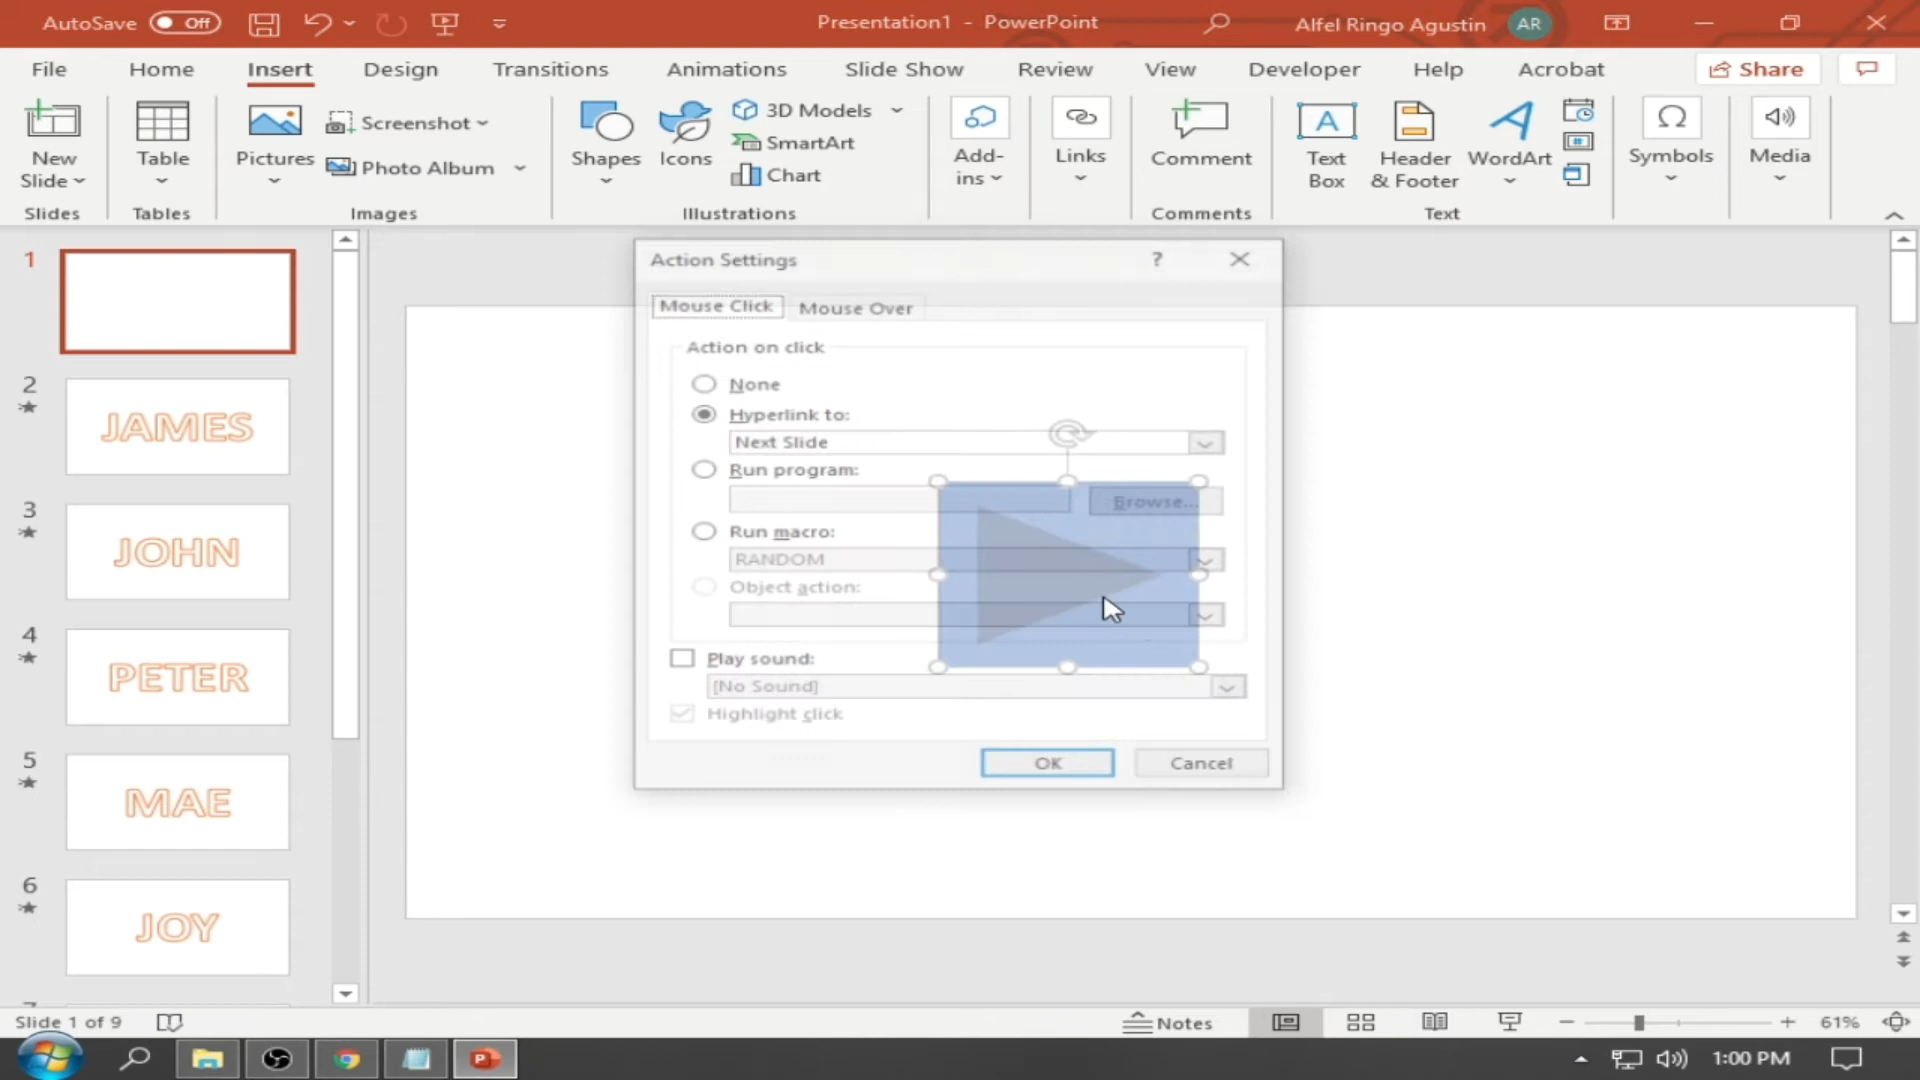 AutoSave Off Presentation1 - PowerPoint Alfel Ringo Agustin AR
File Home Insert Design Transitions Animations Slide Show Review View Developer Help Acrobat Share
New Slide
Table
Pictures
Screenshot
Photo Album
Shapes
Icons
3D Models
SmartArt
Chart
Add-ins
Links
Comment
A
Text Box
Header & Footer
WordArt
Symbols
Media
Slides Tables Images Illustrations Comments Text
1
2
JAMES
3
JOHN
4
PETER
5
MAE
6
JOY
Action Settings ?
Mouse Click Mouse Over
Action on click
None
Hyperlink to:
Next Slide
Run program:
Browse...
Run macro:
RANDOM
Object action:
Play sound:
[No Sound]
Highlight click
OK Cancel
Slide 1 of 9 Notes 61%
1:00 PM